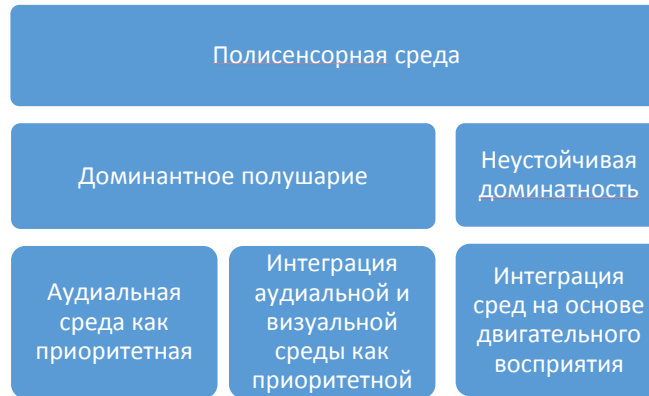 Полисенсорная среда
Доминантное полушарие
Неустойчивая
доминатность
Аудиальная
среда как
приоритетная
Интеграция
аудиальной и
визуальной
среды как
приоритетной
Интеграция
сред на основе
двигательного
восприятия